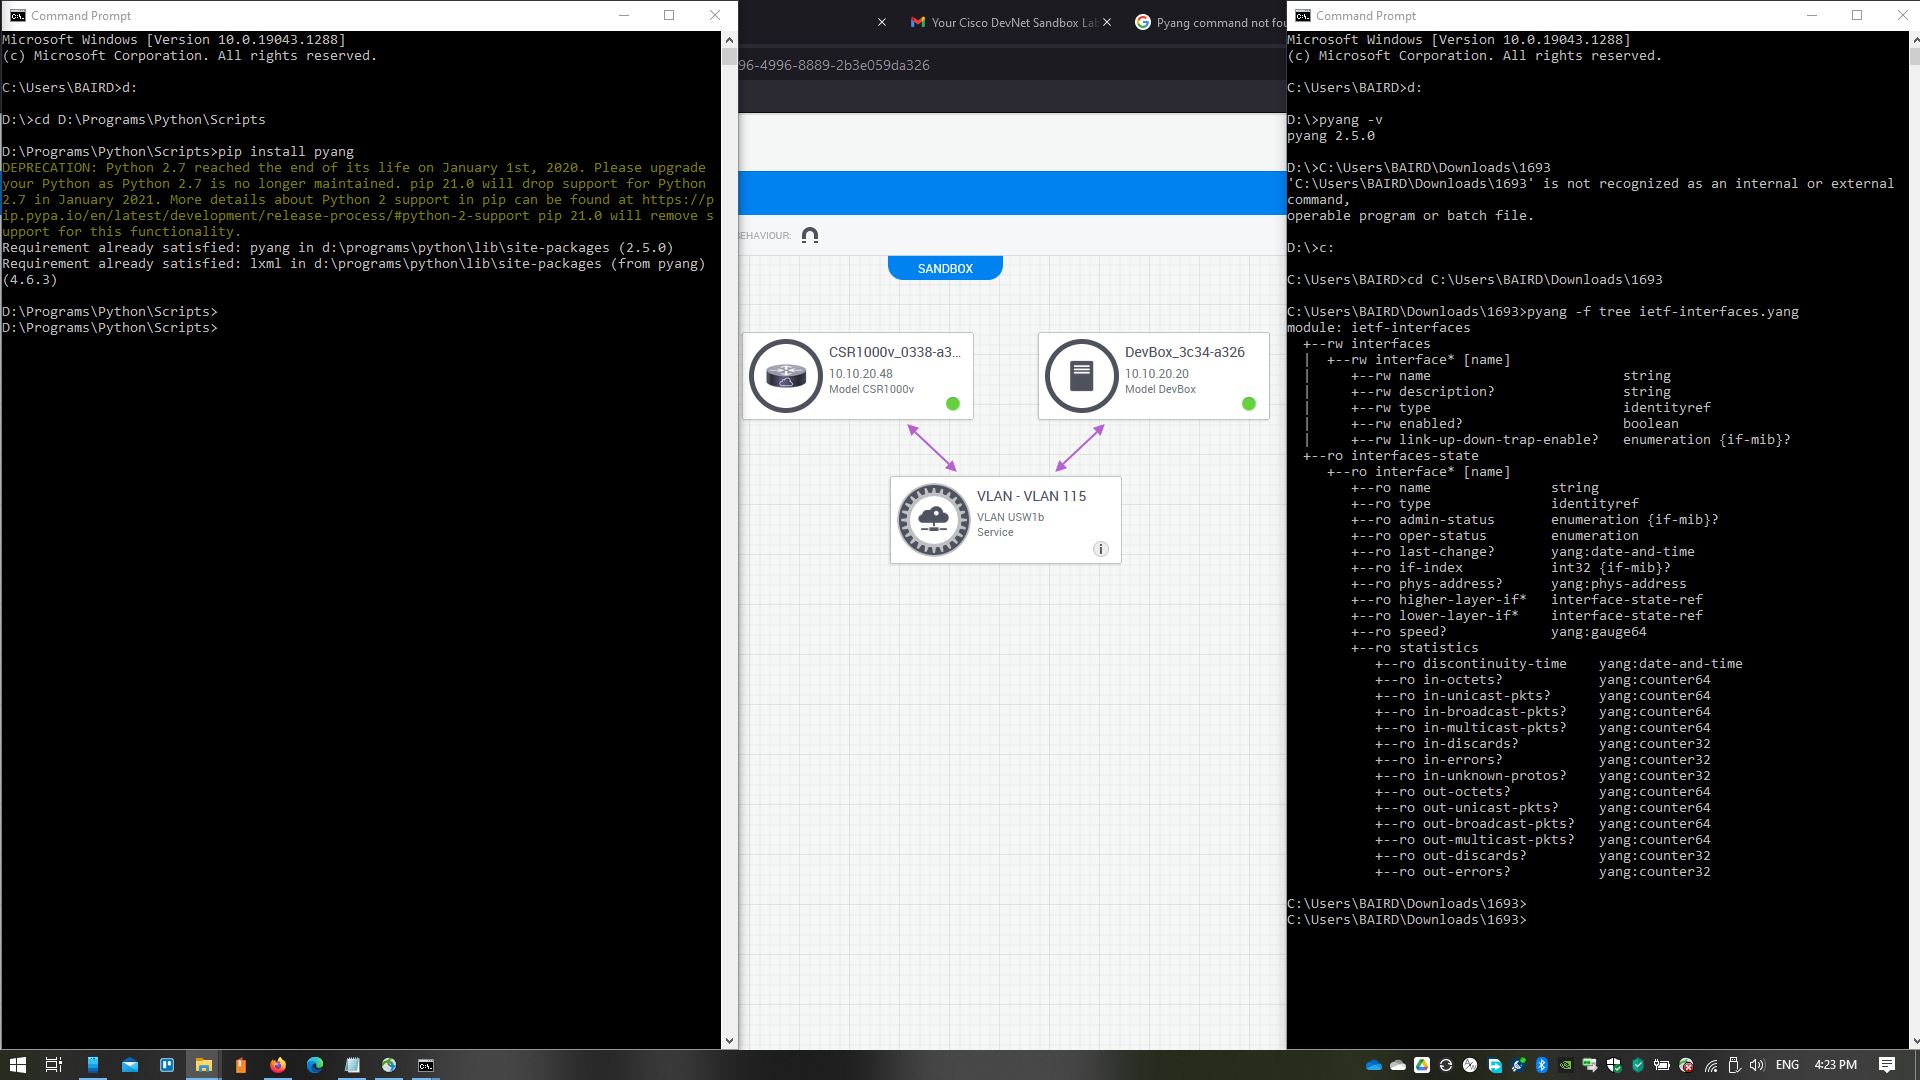 Command Prompt
Microsoft Windows [Version 10.0.19043.1288]
(c) Microsoft Corporation. All rights reserved.
C:\Users\BAIRD>d:
D:\>cd D:\Programs\Python\Scripts
D:\Programs\Python\Scripts>pip install pyang
DEPRECATION: Python 2.7 reached the end of its life on January 1st, 2020. Please upgrade
your Python as Python 2.7 is no longer maintained. pip 21.0 will drop support for Python
2.7 in January 2021. More details about Python 2 support in pip can be found at https://p
ip.pypa.io/en/latest/development/release-process/#python-2-support pip 21.0 will remove s
upport for this functionality.
Requirement already satisfied: pyang in d:\programs\python\lib\site-packages (2.5.0)
Requirement already satisfied: lxml in d:\programs\python\lib\site-packages (from pyang)
(4.6.3)
D:\Programs\Python\Scripts>
D:\Programs\Python\Scripts>
Your Cisco DevNet Sandbox La
Pyang command not fou
96-4996-8889-2b3e059da326
EHAVIOUR:
SANDBOX
CSR1000v_0338-a3...
10.10.20.48
Model CSR1000v
DevBox_3c34-a326
10.10.20.20
Model DevBox
VLAN - VLAN 115
VLAN USW1b
Service
Command Prompt
Microsoft Windows [Version 10.0.19043.1288]
(c) Microsoft Corporation. All rights reserved.
C:\Users\BAIRD>d:
D:\>pyang -v
pyang 2.5.0
D:\>C:\Users\BAIRD\Downloads\1693
'C:\Users\BAIRD\Downloads\1693' is not recognized as an internal or external
command,
operable program or batch file.
D:\>c:
C:\Users\BAIRD>cd C:\Users\BAIRD\Downloads\1693
C:\Users\BAIRD\Downloads\1693>pyang -f tree ietf-interfaces.yang
module: ietf-interfaces
  +--rw interfaces
  |  +--rw interface* [name]
  |     +--rw name                        string
  |     +--rw description?                string
  |     +--rw type                        identityref
  |     +--rw enabled?                    boolean
  |     +--rw link-up-down-trap-enable?   enumeration {if-mib}?
  +--ro interfaces-state
     +--ro interface* [name]
        +--ro name               string
        +--ro type               identityref
        +--ro admin-status       enumeration {if-mib}?
        +--ro oper-status        enumeration
        +--ro last-change?       yang:date-and-time
        +--ro if-index           int32 {if-mib}?
        +--ro phys-address?      yang:phys-address
        +--ro higher-layer-if*   interface-state-ref
        +--ro lower-layer-if*    interface-state-ref
        +--ro speed?             yang:gauge64
        +--ro statistics
           +--ro discontinuity-time    yang:date-and-time
           +--ro in-octets?            yang:counter64
           +--ro in-unicast-pkts?      yang:counter64
           +--ro in-broadcast-pkts?    yang:counter64
           +--ro in-multicast-pkts?    yang:counter64
           +--ro in-discards?          yang:counter32
           +--ro in-errors?            yang:counter32
           +--ro in-unknown-protos?    yang:counter32
           +--ro out-octets?           yang:counter64
           +--ro out-unicast-pkts?     yang:counter64
           +--ro out-broadcast-pkts?   yang:counter64
           +--ro out-multicast-pkts?   yang:counter64
           +--ro out-discards?         yang:counter32
           +--ro out-errors?           yang:counter32
C:\Users\BAIRD\Downloads\1693>
C:\Users\BAIRD\Downloads\1693>
ENG
4:23 PM